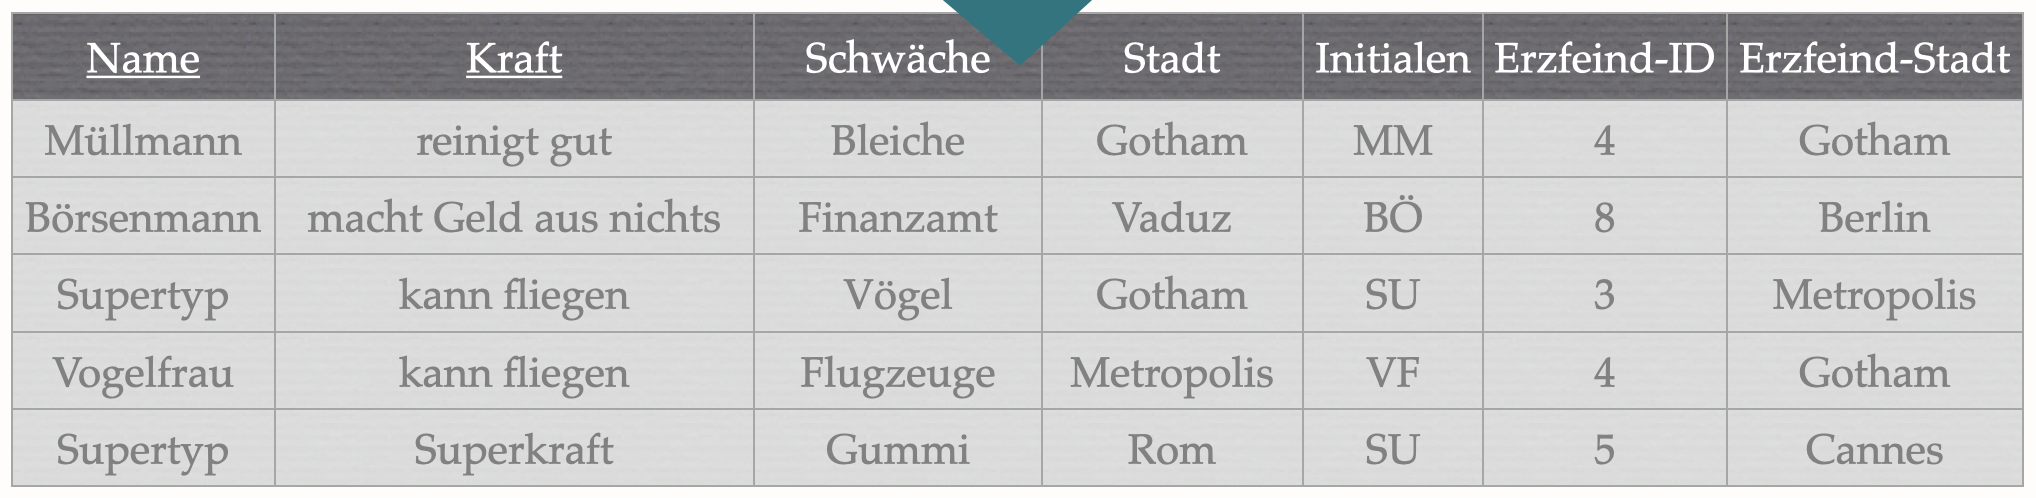 Name Kraft Schwäche Stadt Initialen Erzfeind-ID Erzfeind-Stadt
Müllmann reinigt gut Bleiche Gotham MM 4 Gotham
Börsenmann macht Geld aus nichts Finanzamt Vaduz BÖ 8 Berlin
Supertyp kann fliegen Vögel Gotham SU 3 Metropolis
Vogelfrau kann fliegen Flugzeuge Metropolis VF 4 Gotham
Supertyp Superkraft Gummi Rom SU 5 Cannes